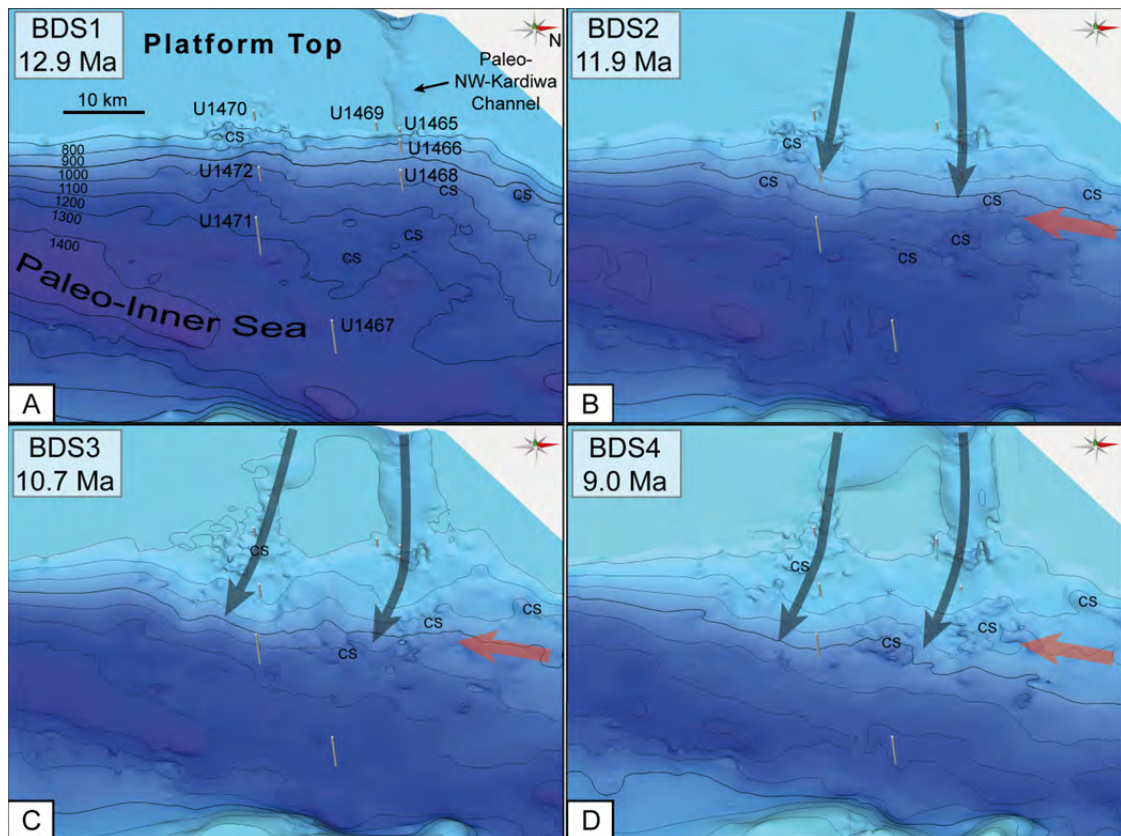 BDS1
12.9 Ma
Platform Top
N
Paleo-
NW-Kardiwa
Channel
10 km
U1470
U1469
U1465
CS
U1466
800
900
1000
1100
1200
1300
1400
U1472
U1468
CS
CS
U1471
CS
CS
Paleo-Inner Sea
U1467
A
BDS2
11.9 Ma
CS
CS
CS
CS
CS
CS
B
BDS3
10.7 Ma
CS
CS
CS
CS
C
BDS4
9.0 Ma
CS
CS
CS
CS
D